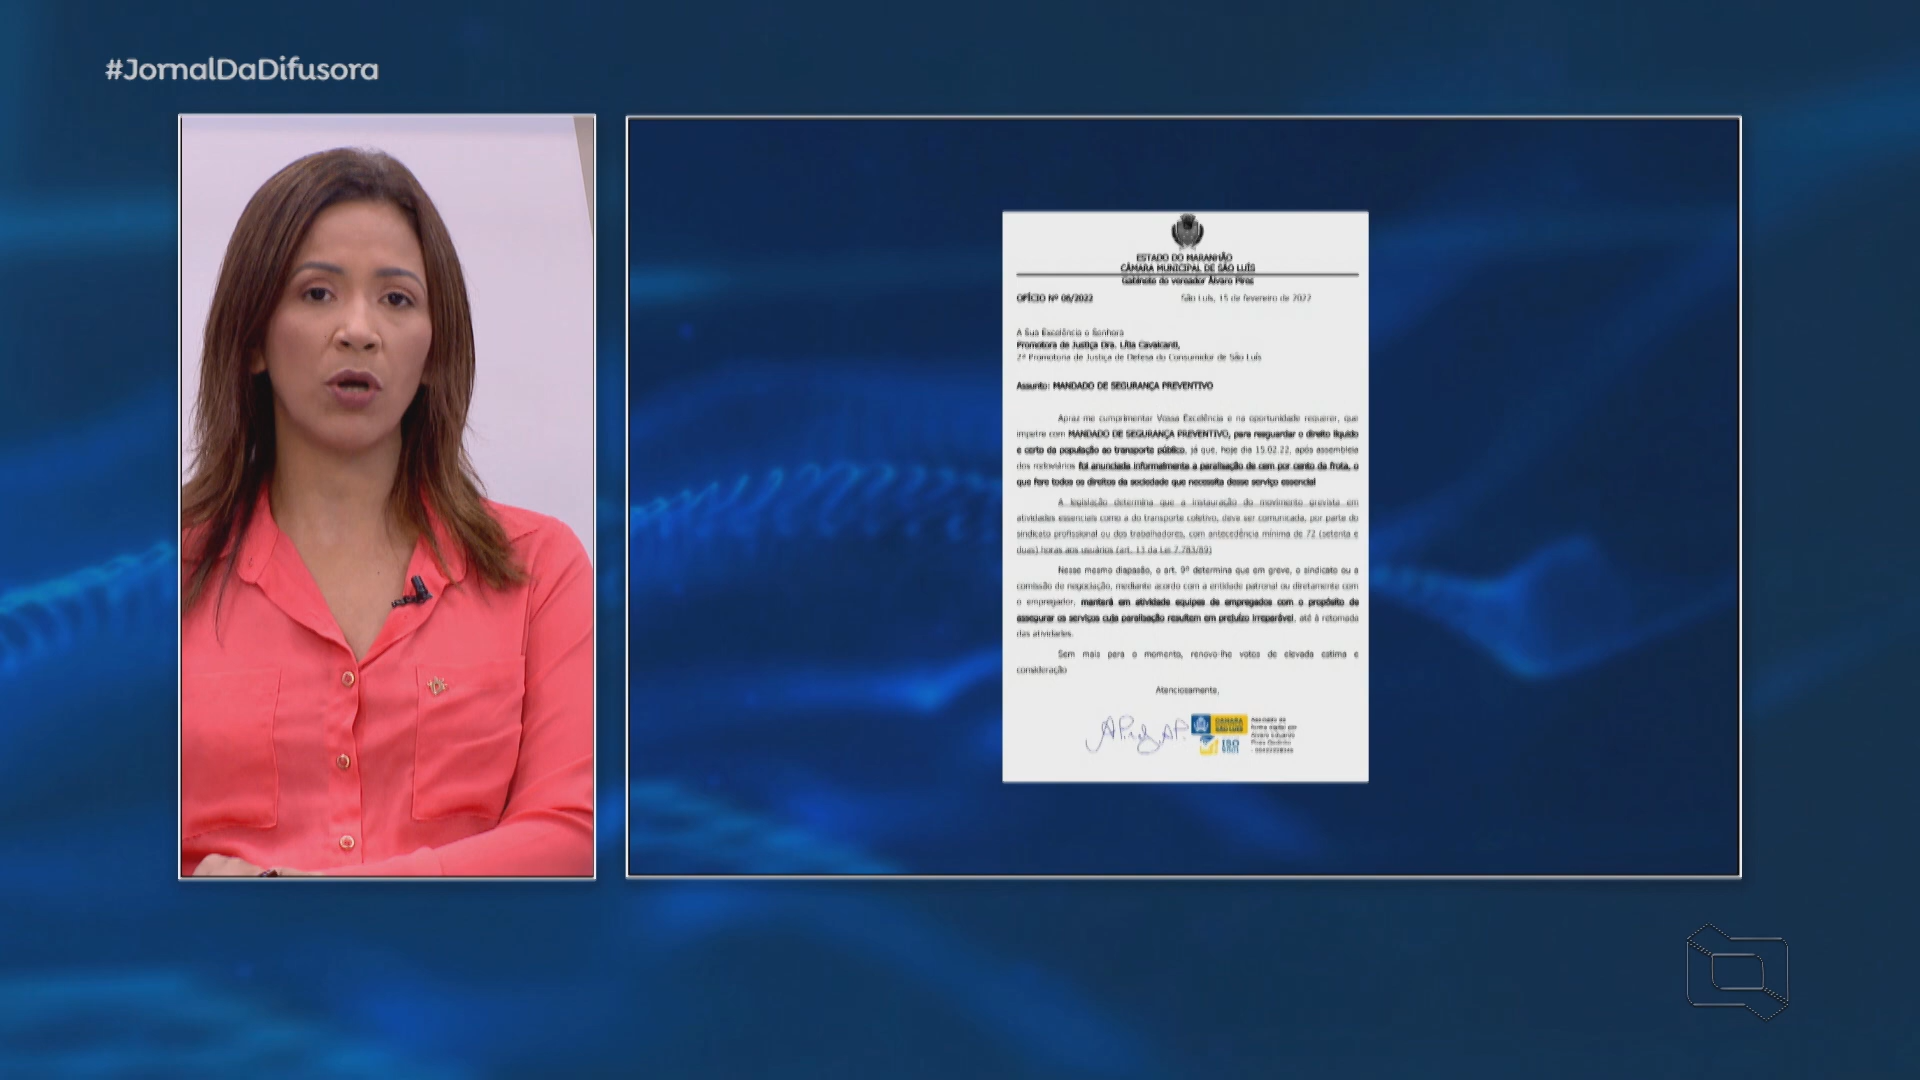 #JornalDaDifusora
ESTADO DO MARANHÃO
CÂMARA MUNICIPAL DE SÃO LUÍS
Gabinete do vereador Álvaro Pires
OFÍCIO Nº 06/2022 São Luís, 15 de fevereiro de 2022
A Sua Excelência o Senhora
Promotora de Justiça Dra. Lítia Cavalcanti,
2ª Promotoria de Justiça de Defesa do Consumidor de São Luís
Assunto: MANDADO DE SEGURANÇA PREVENTIVO
Apraz me cumprimentar Vossa Excelência e na oportunidade requerer, que
impetre com MANDADO DE SEGURANÇA PREVENTIVO, para resguardar o direito líquido
e certo da população ao transporte público, já que, hoje dia 15.02.22, após assembleia
dos rodoviários foi anunciada informalmente a paralisação de cem por cento da frota, o
que fere todos os direitos da sociedade que necessita desse serviço essencial
A legislação determina que a instauração do movimento grevista em
atividades essenciais como a do transporte coletivo, deve ser comunicada, por parte do
sindicato profissional ou dos trabalhadores, com antecedência mínima de 72 (setenta e
duas) horas aos usuários (art. 13 da Lei 7.783/89)
Nesse mesmo diapasão, o art. 9º determina que em greve, o sindicato ou a
comissão de negociação, mediante acordo com a entidade patronal ou diretamente com
o empregador, manterá em atividade equipes de empregados com o propósito de
assegurar os serviços cuja paralisação resultem em prejuízo irreparável, até à retomada
das atividades.
Sem mais para o momento, renovo-lhe votos de elevada estima e
consideração
Atenciosamente,
CÂMARA
SÃO LUÍS
ISO
9001
Assinado de
forma digital por
Alvaro Eduardo
Pires